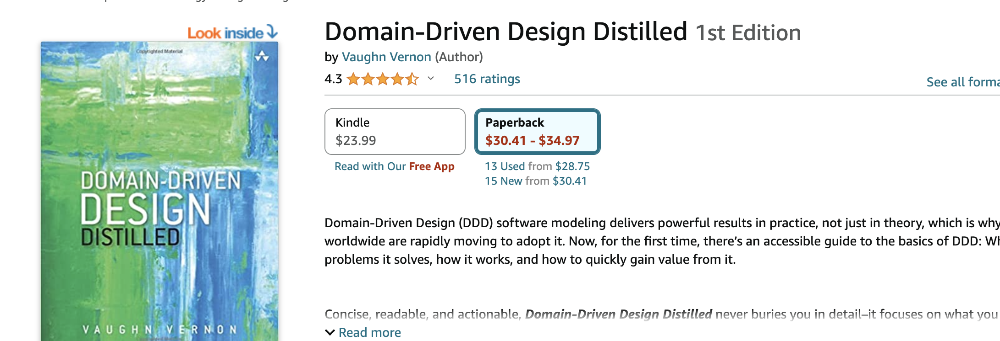 Look inside
Copyrighted Material
DOMAIN-DRIVEN
DESIGN
DISTILLED
VAUGHN VERNON
Domain-Driven Design Distilled 1st Edition
by Vaughn Vernon (Author)
4.3 516 ratings
See all forma
Kindle
$23.99
Read with Our Free App
Paperback
$30.41 - $34.97
13 Used from $28.75
15 New from $30.41
Domain-Driven Design (DDD) software modeling delivers powerful results in practice, not just in theory, which is why
worldwide are rapidly moving to adopt it. Now, for the first time, there’s an accessible guide to the basics of DDD: Wh
problems it solves, how it works, and how to quickly gain value from it.
Concise, readable, and actionable, Domain-Driven Design Distilled never buries you in detail–it focuses on what you
Read more